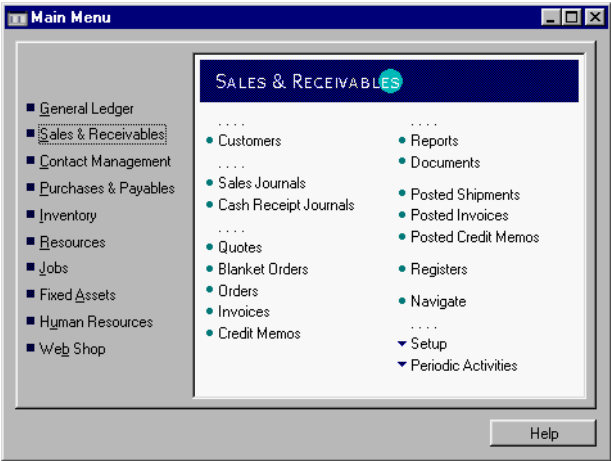 Main Menu
General Ledger
Sales & Receivables
Contact Management
Purchases & Payables
Inventory
Resources
Jobs
Fixed Assets
Human Resources
Web Shop
SALES & RECEIVABLES
. . . .
Customers
. . . .
Sales Journals
Cash Receipt Journals
. . . .
Quotes
Blanket Orders
Orders
Invoices
Credit Memos
. . . .
Reports
Documents
Posted Shipments
Posted Invoices
Posted Credit Memos
Registers
Navigate
. . . .
Setup
Periodic Activities
Help